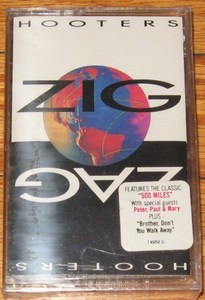 HOOTERS
ZIG
ZAG
HOOTERS
FEATURES THE CLASSIC
"500 MILES"
With special guests
Peter, Paul & Mary
PLUS
"Brother, Don't
You Walk Away"